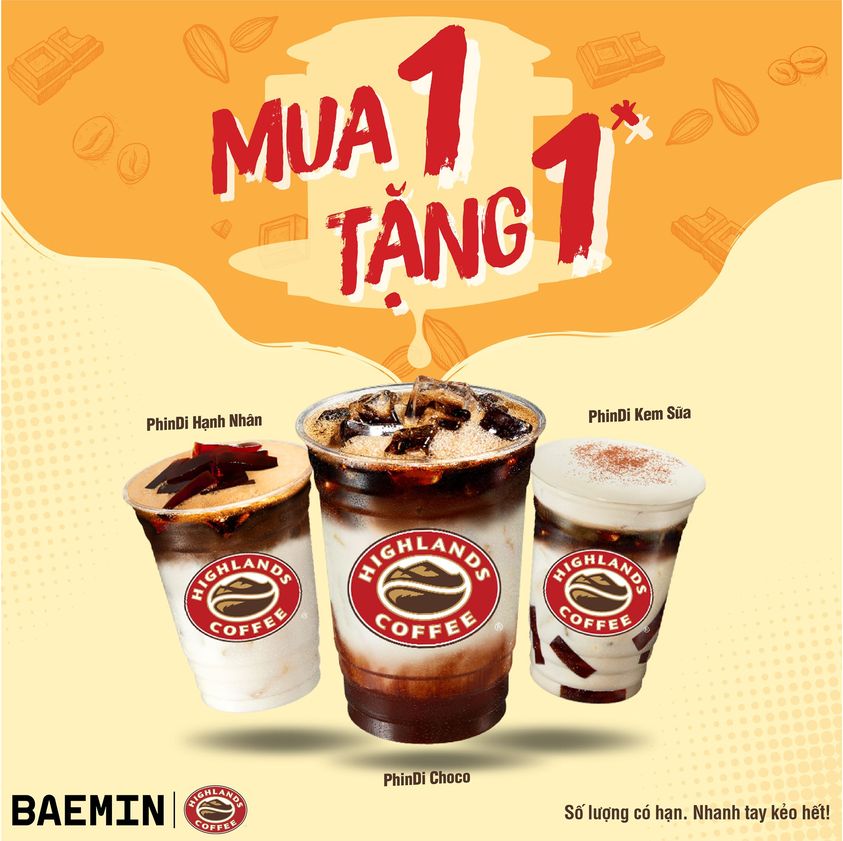 MUA 1
TẶNG 1**
PhinDi Hạnh Nhân
PhinDi Kem Sữa
HIGHLANDS
COFFEE
®
HIGHLANDS
COFFEE
®
HIGHLANDS
COFFEE
®
PhinDi Choco
BAEMIN | HIGHLANDS COFFEE
Số lượng có hạn. Nhanh tay kẻo hết!